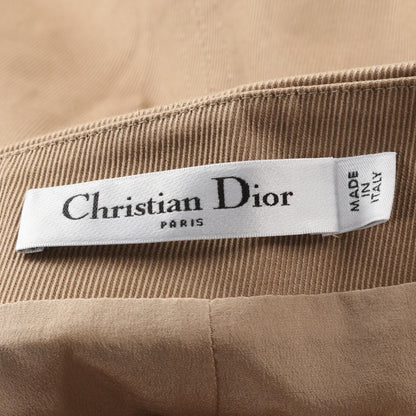 Christian Dior
PARIS
MADE
IN
ITALY